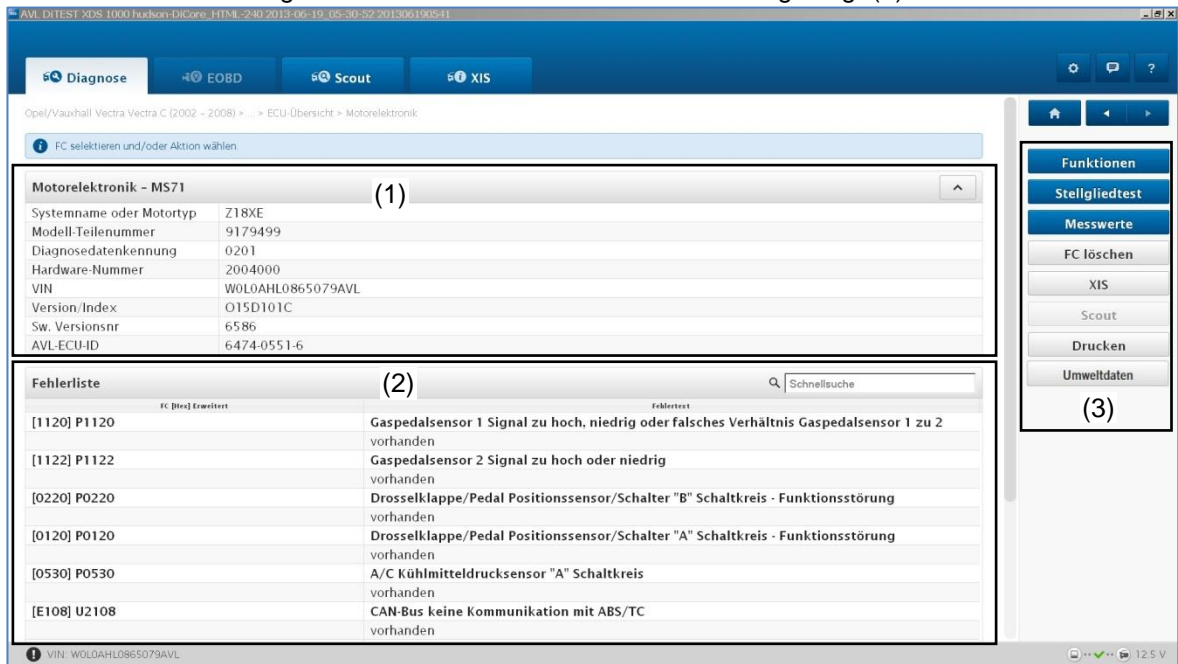 AVL DiTEST XDS 1000 hudson-DiCore_HTML-240 2013-06-19_05-30-52 201306190541
Diagnose
EOBD
Scout
XIS
?
Opel/Vauxhall Vectra Vectra C (2002 - 2008) > ... > ECU-Übersicht > Motorelektronik
FC selektieren und/oder Aktion wählen.
Motorelektronik - MS71
(1)
Systemname oder Motortyp Z18XE
Modell-Teilenummer 9179499
Diagnosedatenkennung 0201
Hardware-Nummer 2004000
VIN W0L0AHL0865079AVL
Version/Index O15D101C
Sw. Versionsnr 6586
AVL-ECU-ID 6474-0551-6
Fehlerliste
(2)
Schnellsuche
FC [Hex] Erweitert Fehlertext
[1120] P1120 Gaspedalsensor 1 Signal zu hoch, niedrig oder falsches Verhältnis Gaspedalsensor 1 zu 2
vorhanden
[1122] P1122 Gaspedalsensor 2 Signal zu hoch oder niedrig
vorhanden
[0220] P0220 Drosselklappe/Pedal Positionssensor/Schalter "B" Schaltkreis - Funktionsstörung
vorhanden
[0120] P0120 Drosselklappe/Pedal Positionssensor/Schalter "A" Schaltkreis - Funktionsstörung
vorhanden
[0530] P0530 A/C Kühlmitteldrucksensor "A" Schaltkreis
vorhanden
[E108] U2108 CAN-Bus keine Kommunikation mit ABS/TC
vorhanden
Funktionen
Stellgliedtest
Messwerte
FC löschen
XIS
Scout
Drucken
Umweltdaten
(3)
VIN: W0L0AHL0865079AVL
12.5 V